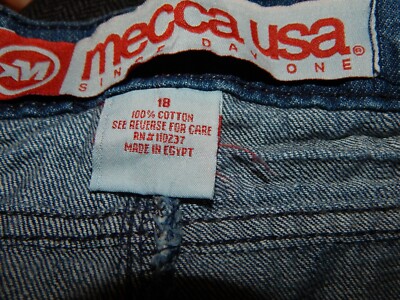 mecca usa®
SINCE DAY ONE
18
100% COTTON
SEE REVERSE FOR CARE
RN# 110237
MADE IN EGYPT